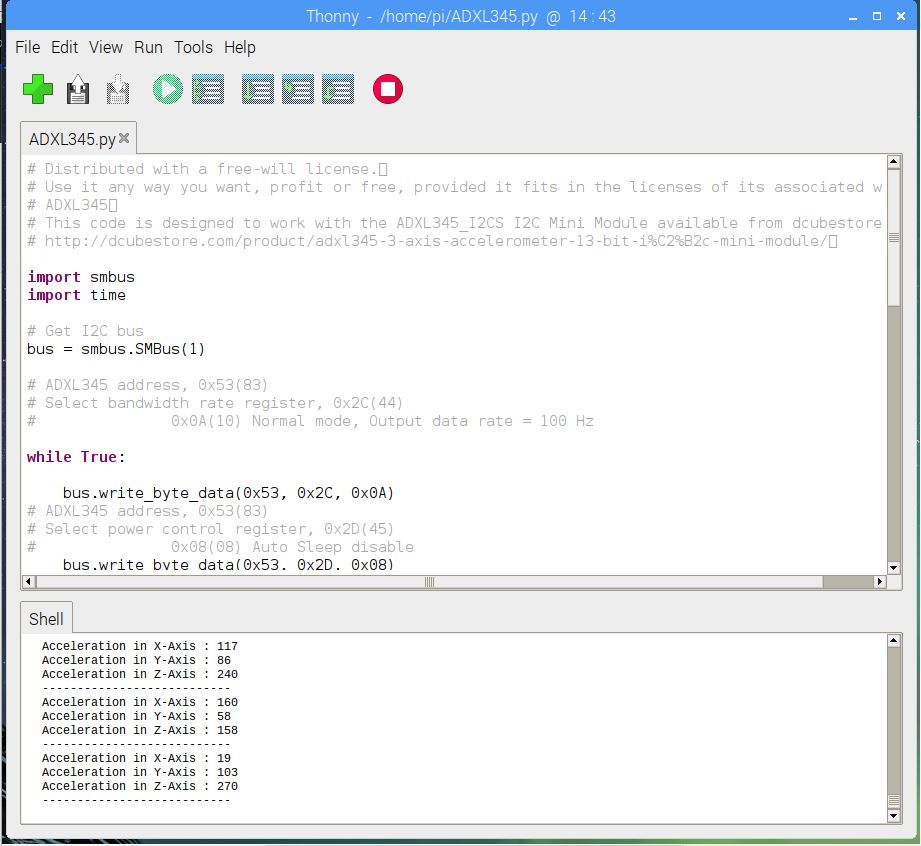 Thonny - /home/pi/ADXL345.py @ 14 : 43
File Edit View Run Tools Help
ADXL345.py
# Distributed with a free-will license.
# Use it any way you want, profit or free, provided it fits in the licenses of its associated w
# ADXL345
# This code is designed to work with the ADXL345_I2CS I2C Mini Module available from dcubestore
# http://dcubestore.com/product/adxl345-3-axis-accelerometer-13-bit-i%C2%B2c-mini-module/
import smbus
import time
# Get I2C bus
bus = smbus.SMBus(1)
# ADXL345 address, 0x53(83)
# Select bandwidth rate register, 0x2C(44)
# 0x0A(10) Normal mode, Output data rate = 100 Hz
while True:
bus.write_byte_data(0x53, 0x2C, 0x0A)
# ADXL345 address, 0x53(83)
# Select power control register, 0x2D(45)
# 0x08(08) Auto Sleep disable
bus.write_byte_data(0x53, 0x2D, 0x08)
Shell
Acceleration in X-Axis : 117
Acceleration in Y-Axis : 86
Acceleration in Z-Axis : 240
---------------------------
Acceleration in X-Axis : 160
Acceleration in Y-Axis : 58
Acceleration in Z-Axis : 158
---------------------------
Acceleration in X-Axis : 19
Acceleration in Y-Axis : 103
Acceleration in Z-Axis : 270
---------------------------